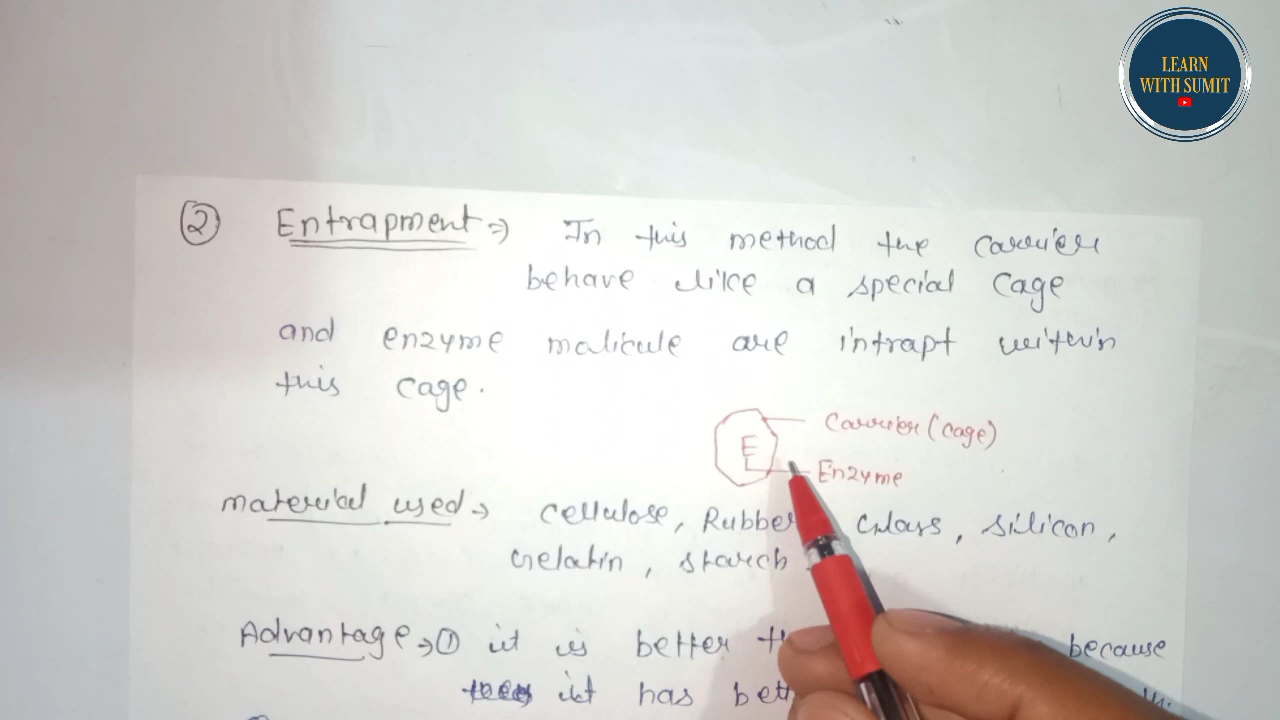 LEARN
WITH SUMIT
② Entrapment ⇒ In this method the carrier
behave like a special cage
and enzyme malicule are intrapt within
this cage.
Carrier (cage)
E
Enzyme
material used → cellulose, Rubber Glass, silicon,
Gelatin, starch
Advantage → ① it is better because
it has